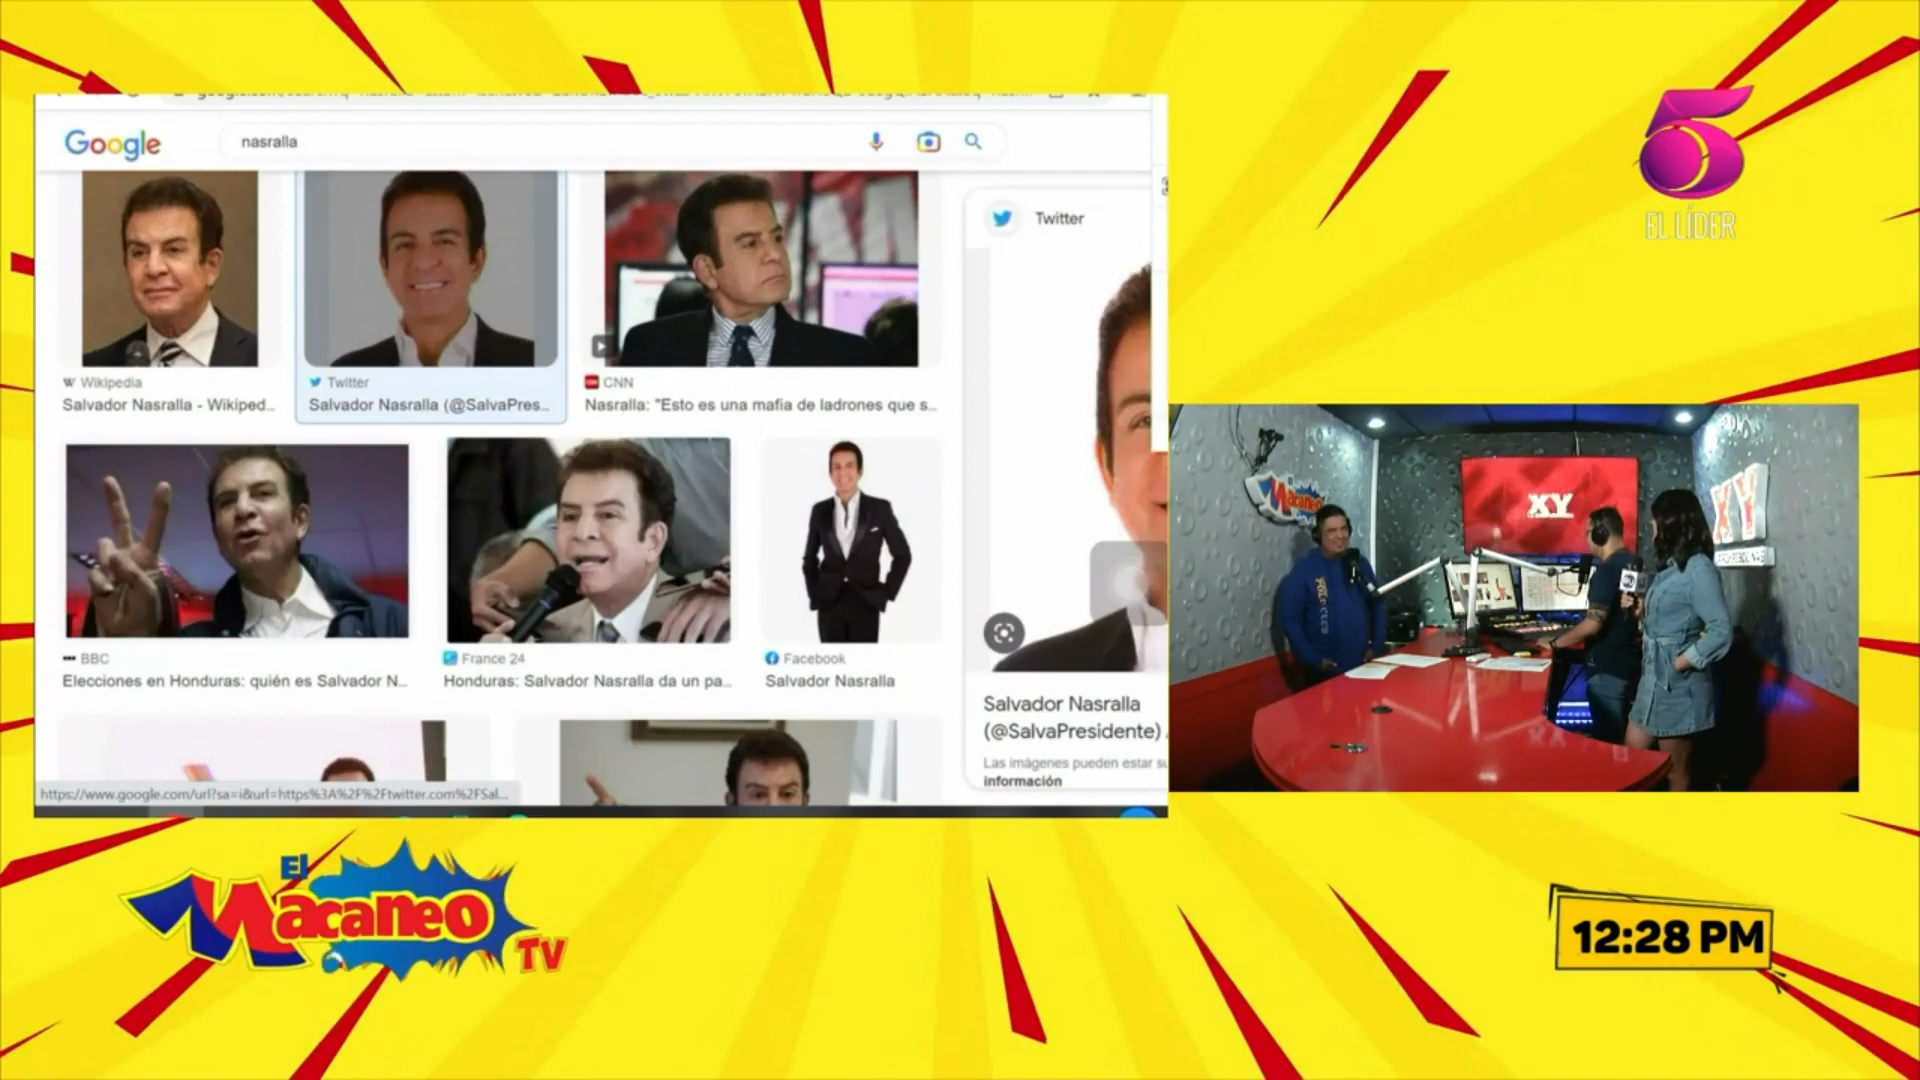 Google
nasralla
Twitter
Wikipedia
Salvador Nasralla - Wikiped...
Twitter
Salvador Nasralla (@SalvaPres...
CNN
Nasralla: "Esto es una mafia de ladrones que s...
BBC
Elecciones en Honduras: quién es Salvador N...
France 24
Honduras: Salvador Nasralla da un pa...
Facebook
Salvador Nasralla
Salvador Nasralla
(@SalvaPresidente)
Las imágenes pueden estar su
información
https://www.google.com/url?sa=i&url=https%3A%2F%2Ftwitter.com%2FSal...
5
EL LÍDER
El Macaneo
XY
XY
El
Macaneo
TV
12:28 PM